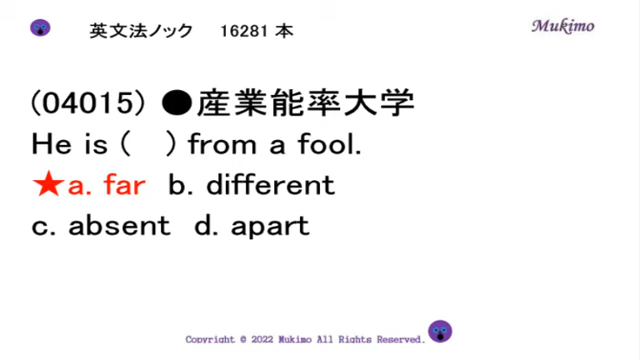 英文法ノック 16281 本
Mukimo
(04015) ●産業能率大学
He is ( ) from a fool.
★a. far b. different
c. absent d. apart
Copyright © 2022 Mukimo All Rights Reserved.